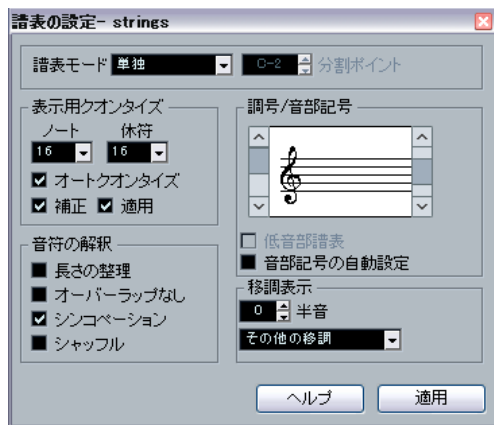 譜表の設定- strings
譜表モード 単独 C-2 分割ポイント
表示用クオンタイズ
ノート 休符
16 16
オートクオンタイズ
補正 適用
音符の解釈
長さの整理
オーバーラップなし
シンコペーション
シャッフル
調号/音部記号
低音部譜表
音部記号の自動設定
移調表示
0 半音
その他の移調
ヘルプ 適用